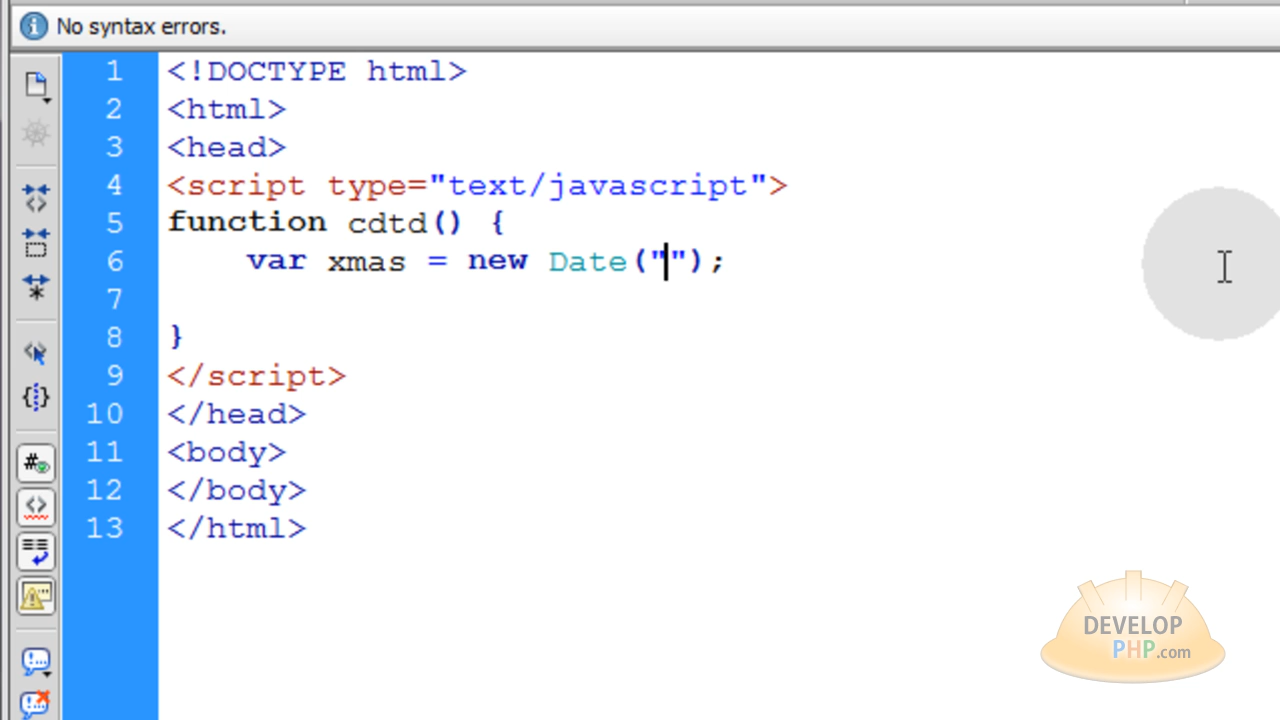 No syntax errors.
1 <!DOCTYPE html>
2 <html>
3 <head>
4 <script type="text/javascript">
5 function cdtd() {
6     var xmas = new Date("");
7
8 }
9 </script>
10 </head>
11 <body>
12 </body>
13 </html>
DEVELOP
PHP.com